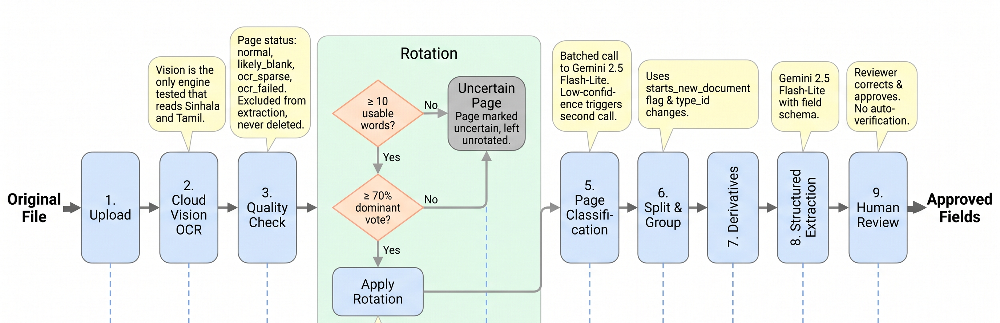 Original
File
1.
Upload
Vision is the
only engine
tested that
reads Sinhala
and Tamil.
2.
Cloud
Vision
OCR
Page status:
normal,
likely_blank,
ocr_sparse,
ocr_failed.
Excluded from
extraction,
never deleted.
3.
Quality
Check
Rotation
≥ 10
usable
words?
No
Uncertain
Page
Page marked
uncertain, left
unrotated.
Yes
≥ 70%
dominant
vote?
No
Yes
Apply
Rotation
Batched call
to Gemini 2.5
Flash-Lite.
Low-confid-
ence triggers
second call.
5.
Page
Classifi-
cation
Uses
starts_new_document
flag & type_id
changes.
6.
Split &
Group
7. Derivatives
Gemini 2.5
Flash-Lite
with field
schema.
8. Structured
Extraction
Reviewer
corrects &
approves.
No auto-
verification.
9.
Human
Review
Approved
Fields